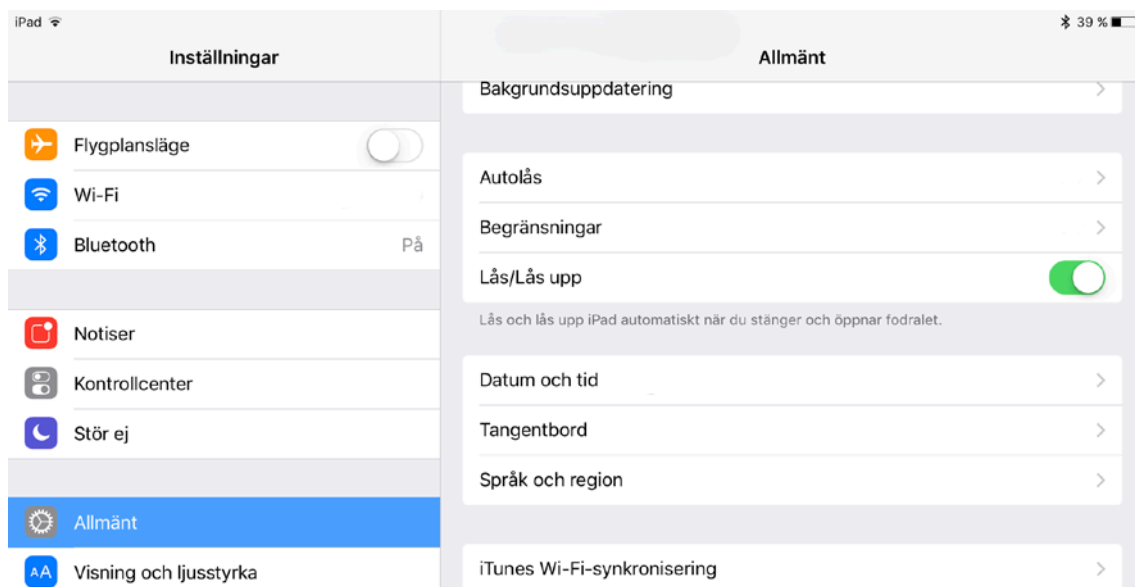 iPad
39 %
Inställningar
Flygplansläge
Wi-Fi
Bluetooth
På
Notiser
Kontrollcenter
Stör ej
Allmänt
AA
Visning och ljusstyrka
Allmänt
Bakgrundsuppdatering
Autolås
Begränsningar
Lås/Lås upp
Lås och lås upp iPad automatiskt när du stänger och öppnar fodralet.
Datum och tid
Tangentbord
Språk och region
iTunes Wi-Fi-synkronisering